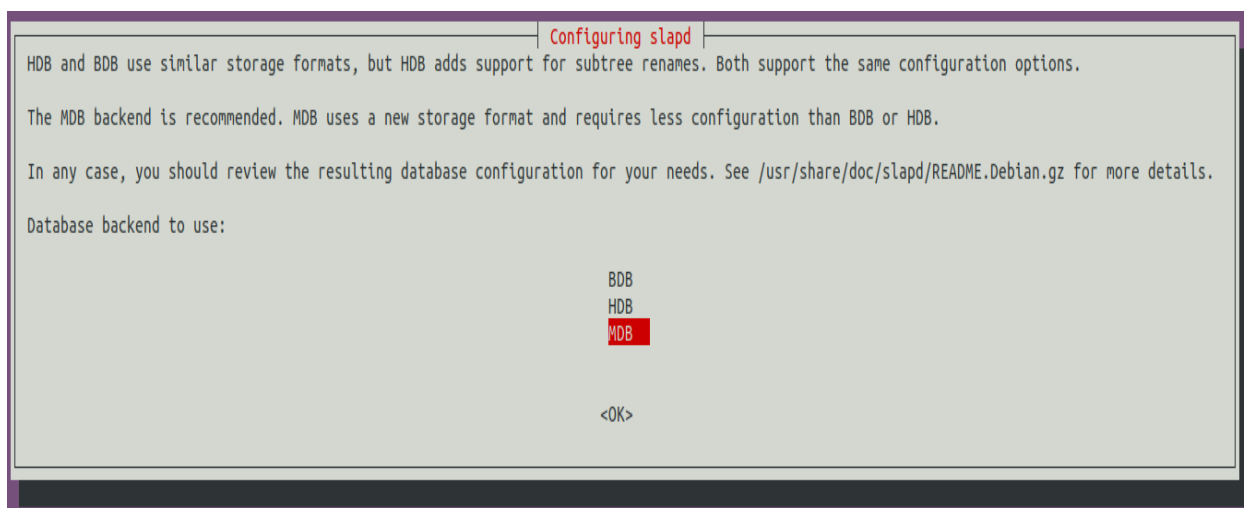 Configuring slapd
HDB and BDB use similar storage formats, but HDB adds support for subtree renames. Both support the same configuration options.
The MDB backend is recommended. MDB uses a new storage format and requires less configuration than BDB or HDB.
In any case, you should review the resulting database configuration for your needs. See /usr/share/doc/slapd/README.Debian.gz for more details.
Database backend to use:
BDB
HDB
MDB
<OK>